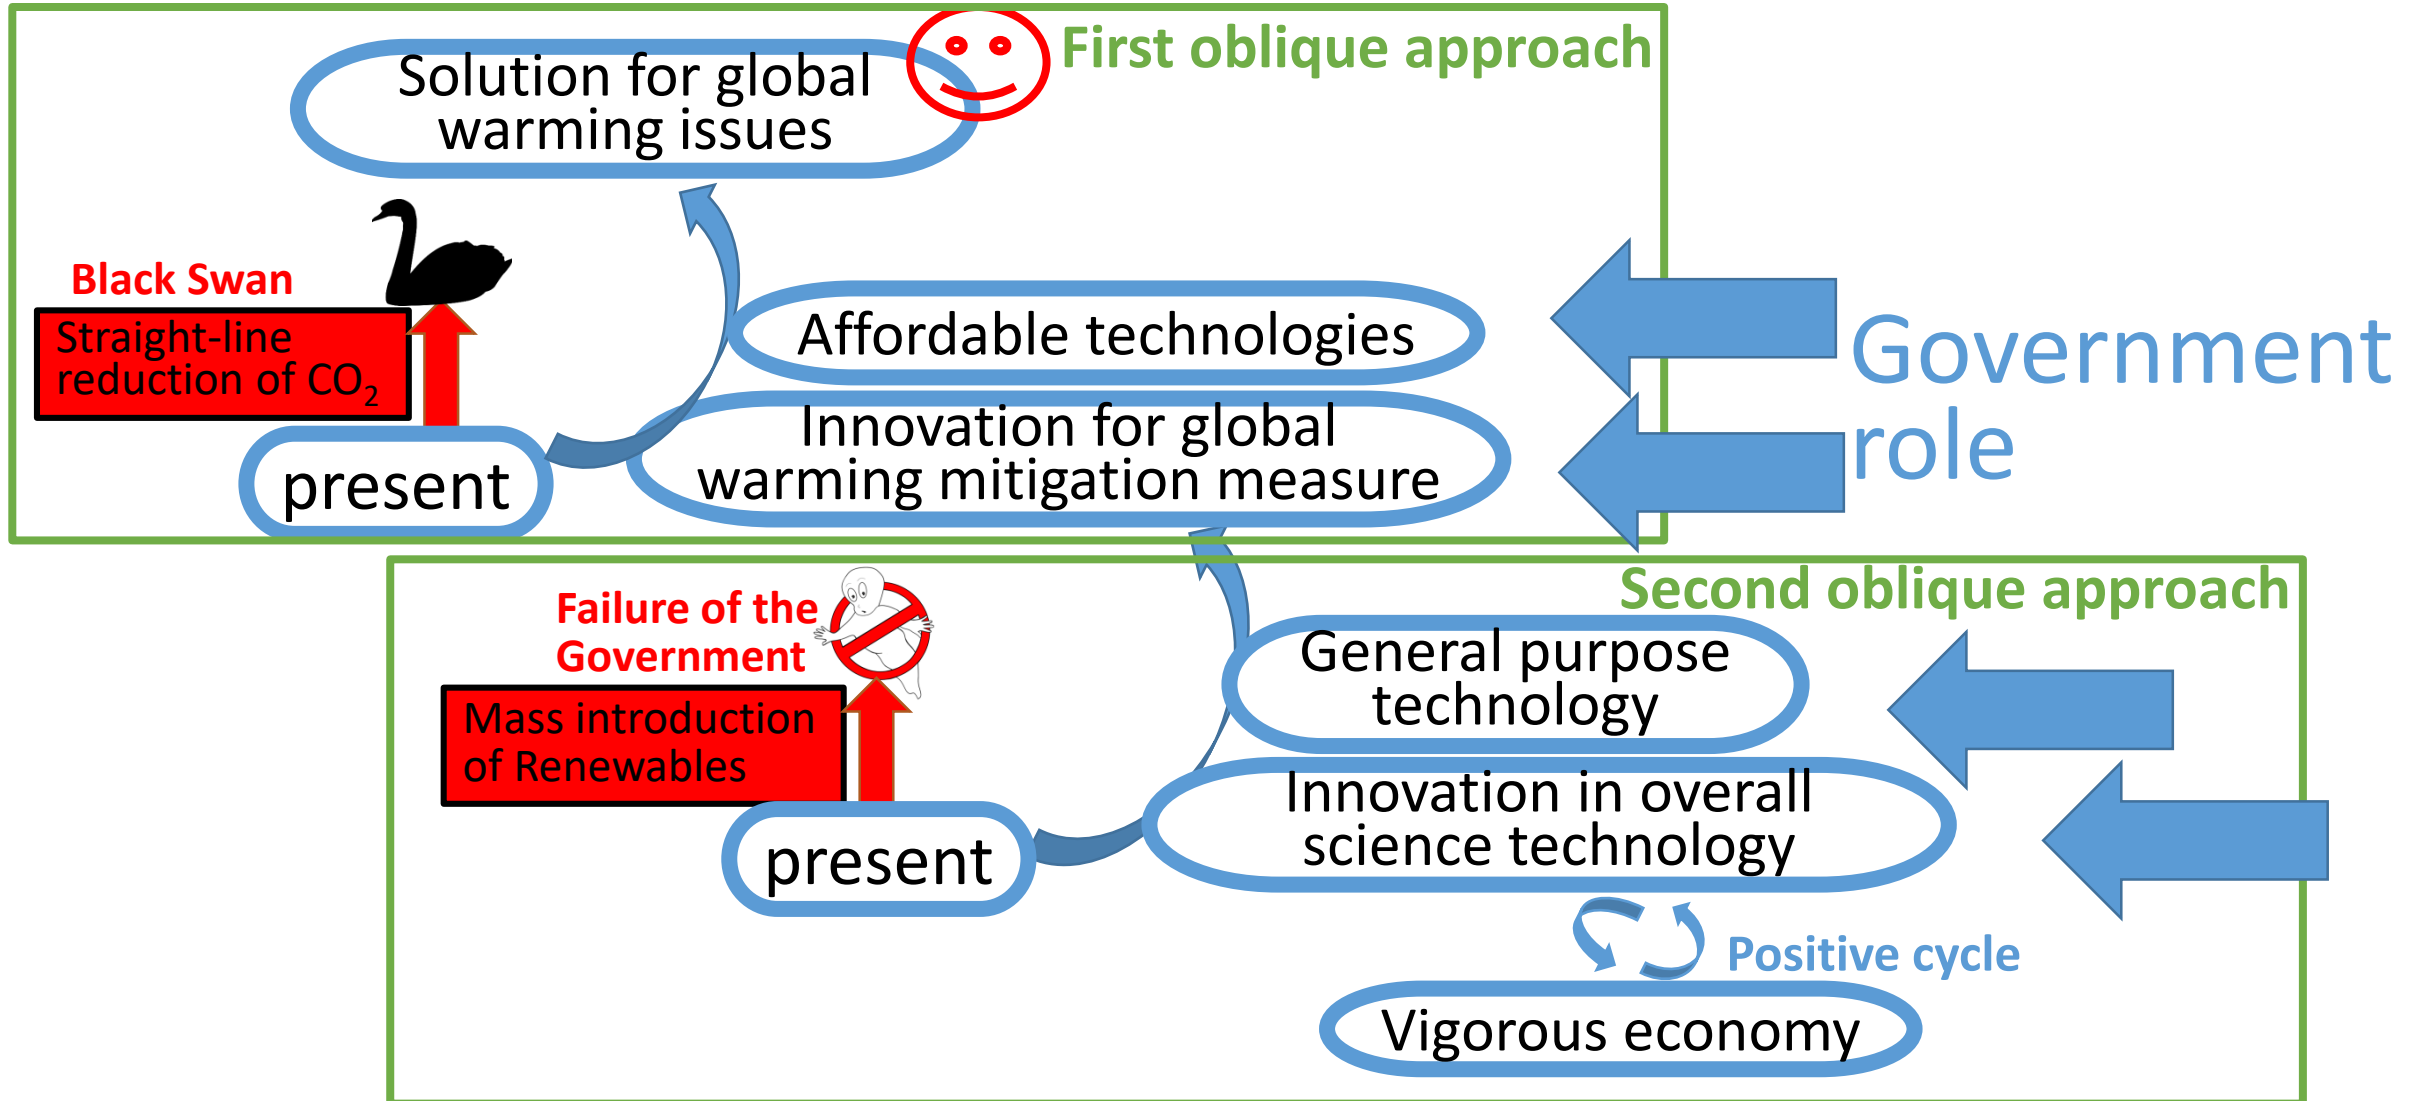 First oblique approach
Solution for global
warming issues
Black Swan
Straight-line
reduction of CO₂
Affordable technologies
Innovation for global
warming mitigation measure
present
Government
role
Second oblique approach
Failure of the
Government
Mass introduction
of Renewables
General purpose
technology
Innovation in overall
science technology
present
Positive cycle
Vigorous economy